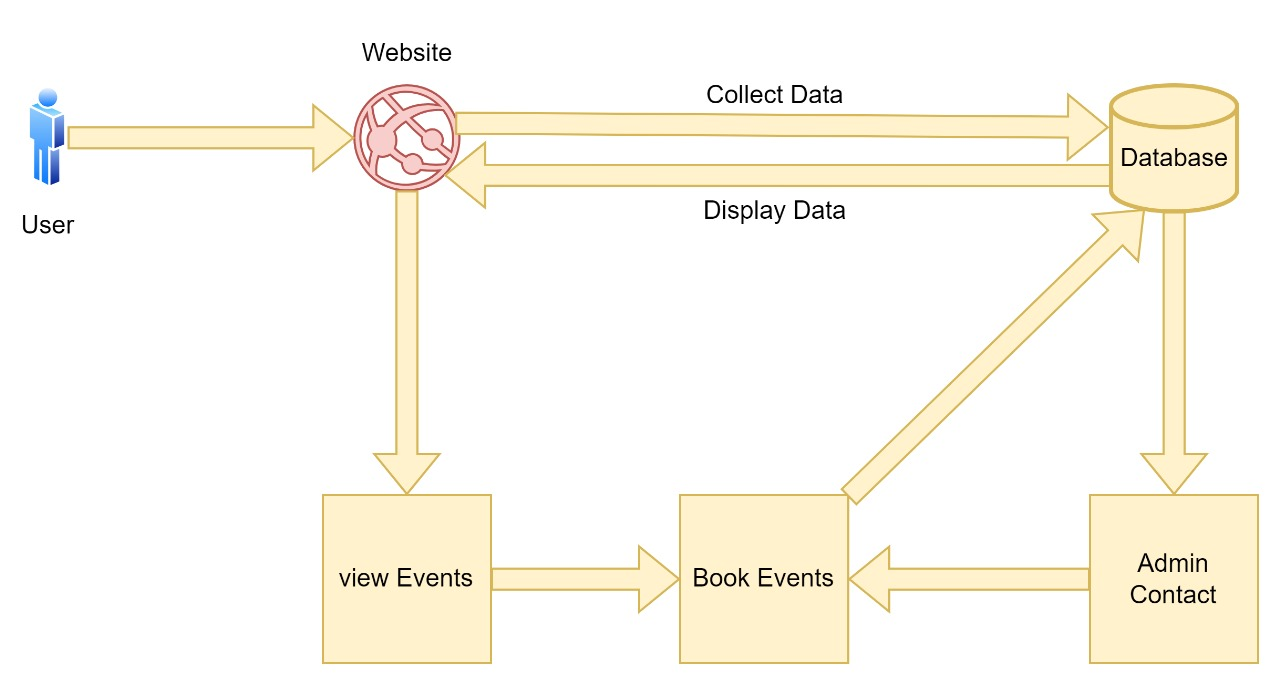 Website
Collect Data
Database
Display Data
User
view Events
Book Events
Admin
Contact